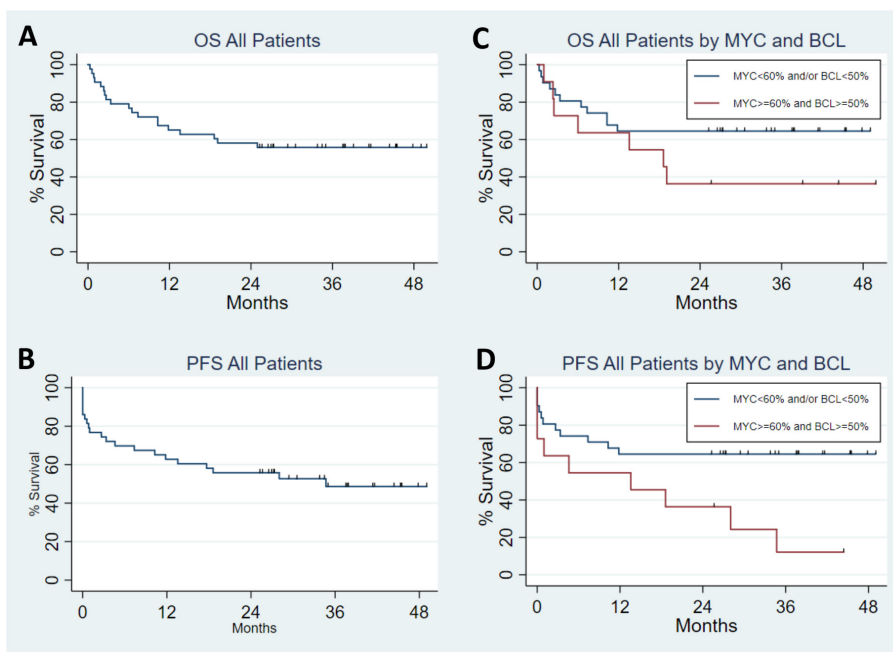 A
OS All Patients
% Survival
100
80
60
40
20
0
0 12 24 36 48
Months
B
PFS All Patients
% Survival
100
80
60
40
20
0
0 12 24 36 48
Months
C
OS All Patients by MYC and BCL
MYC<60% and/or BCL<50%
MYC>=60% and BCL>=50%
% Survival
100
80
60
40
20
0
0 12 24 36 48
Months
D
PFS All Patients by MYC and BCL
MYC<60% and/or BCL<50%
MYC>=60% and BCL>=50%
% Survival
100
80
60
40
20
0
0 12 24 36 48
Months